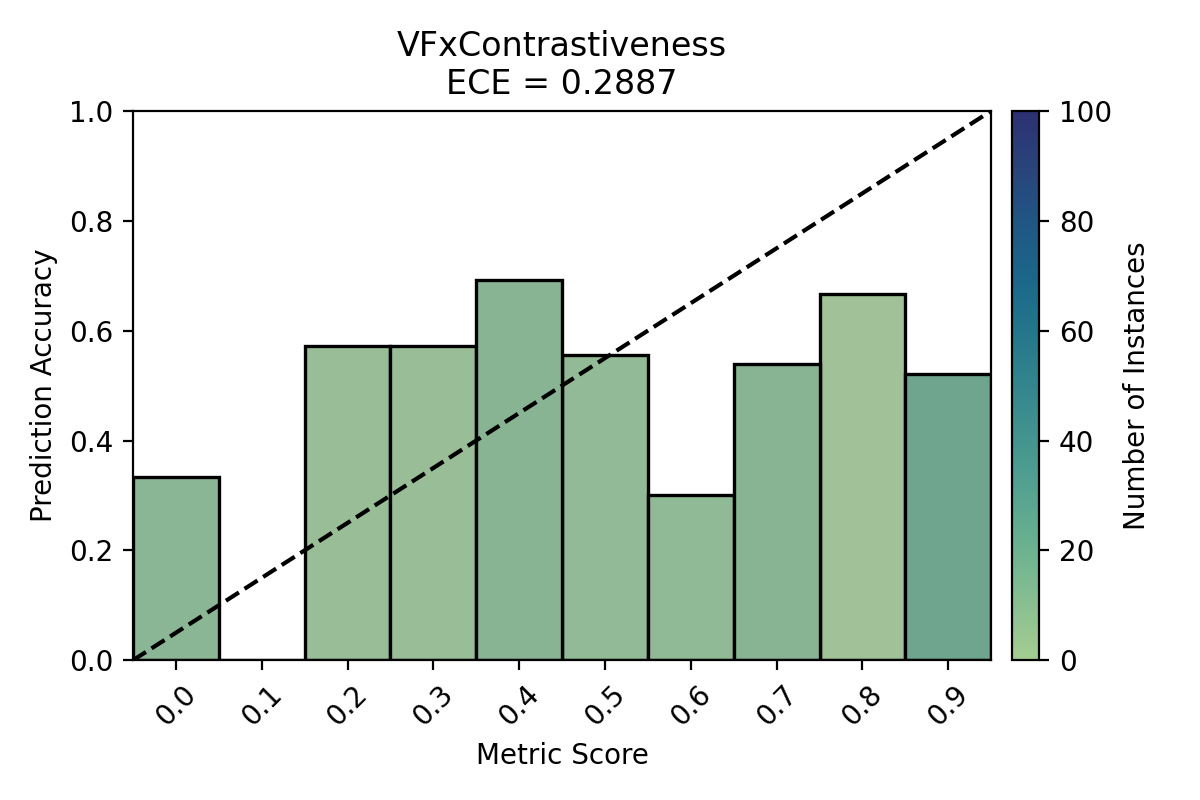 VFxContrastiveness
ECE = 0.2887
Prediction Accuracy
1.0
0.8
0.6
0.4
0.2
0.0
0.0 0.1 0.2 0.3 0.4 0.5 0.6 0.7 0.8 0.9
Metric Score
100
80
60
40
20
0
Number of Instances